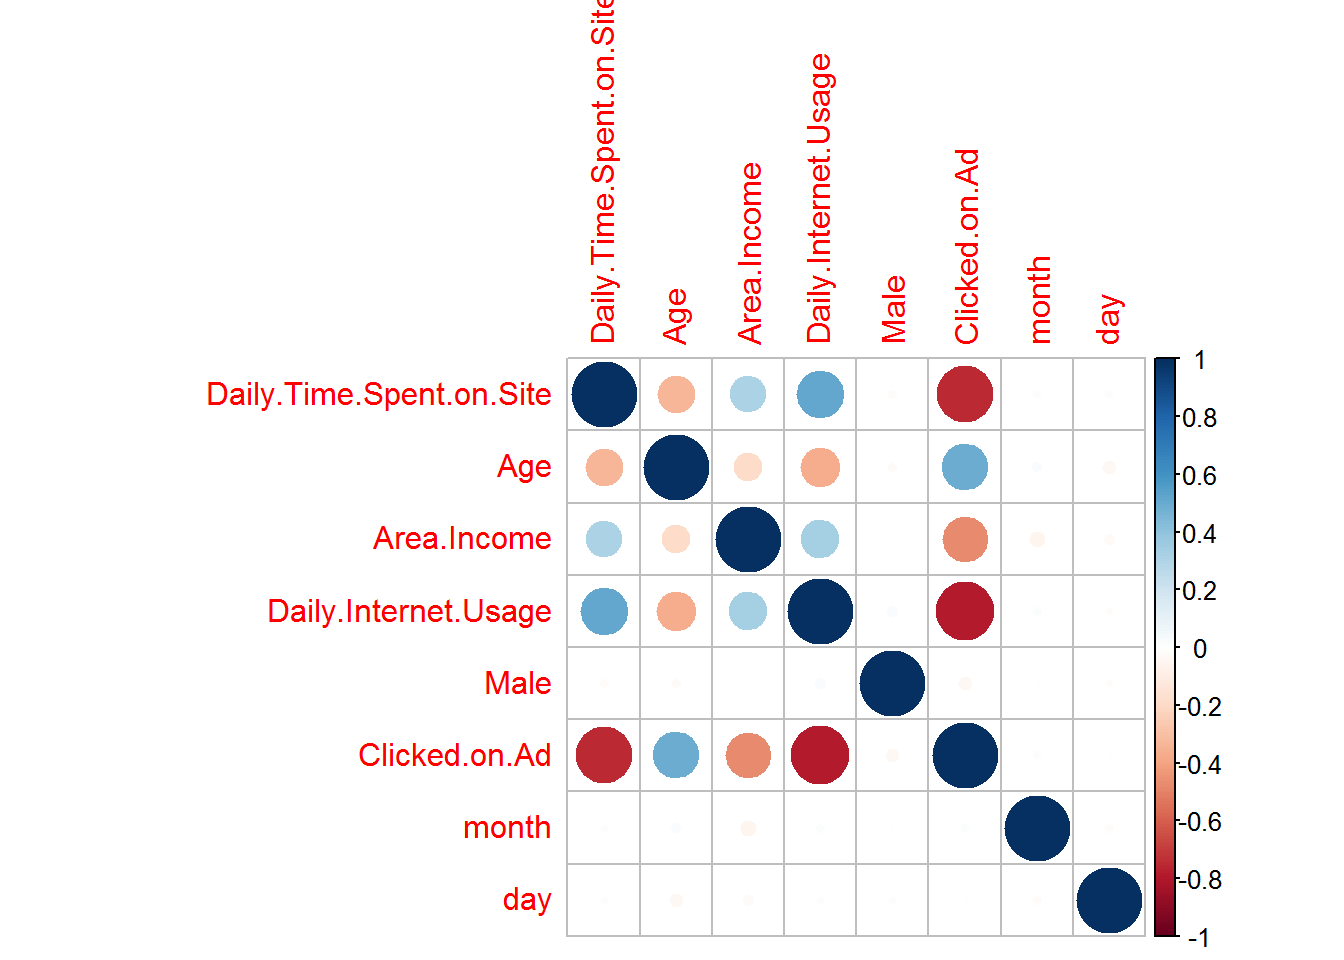 Daily.Time.Spent.on.Site
Age
Area.Income
Daily.Internet.Usage
Male
Clicked.on.Ad
month
day
Daily.Time.Spent.on.Site
Age
Area.Income
Daily.Internet.Usage
Male
Clicked.on.Ad
month
day
1
0.8
0.6
0.4
0.2
0
-0.2
-0.4
-0.6
-0.8
-1